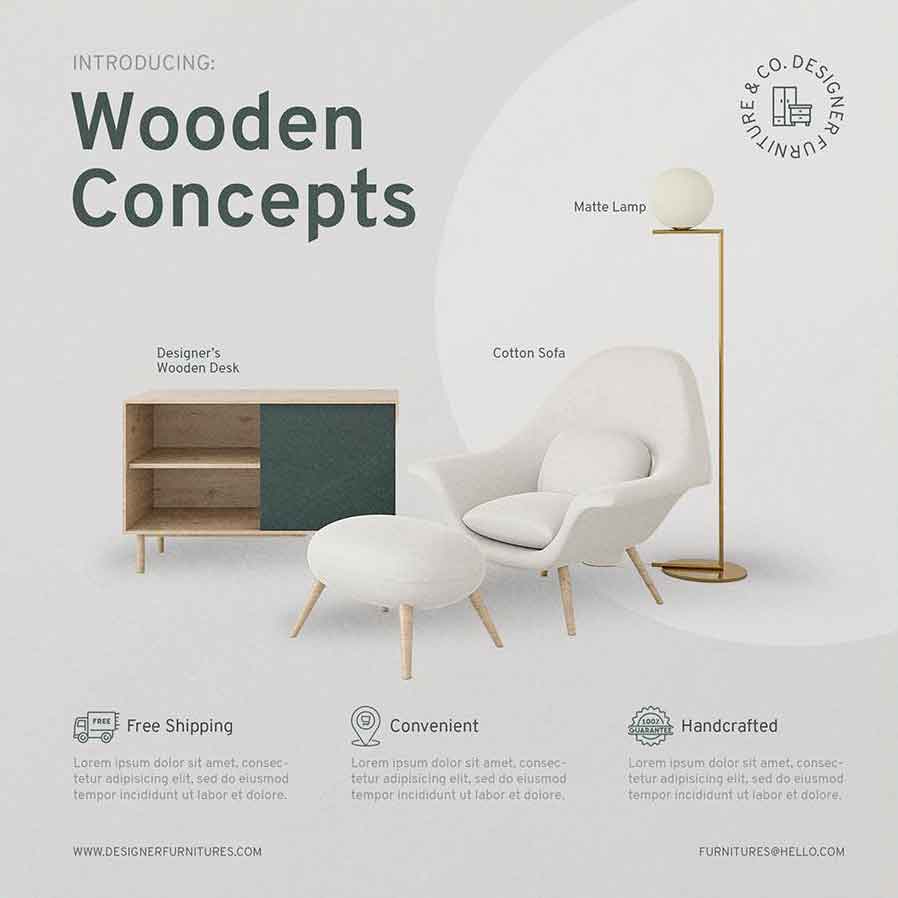 INTRODUCING:
Wooden
Concepts
FURNITURE & CO. DESIGNER
Matte Lamp
Designer's
Wooden Desk
Cotton Sofa
FREE
Free Shipping
Lorem ipsum dolor sit amet, consec-
tetur adipisicing elit, sed do eiusmod
tempor incididunt ut labor et dolore.
Convenient
Lorem ipsum dolor sit amet, consec-
tetur adipisicing elit, sed do eiusmod
tempor incididunt ut labor et dolore.
100%
GUARANTEE
Handcrafted
Lorem ipsum dolor sit amet, consec-
tetur adipisicing elit, sed do eiusmod
tempor incididunt ut labor et dolore.
WWW.DESIGNERFURNITURES.COM
FURNITURES@HELLO.COM